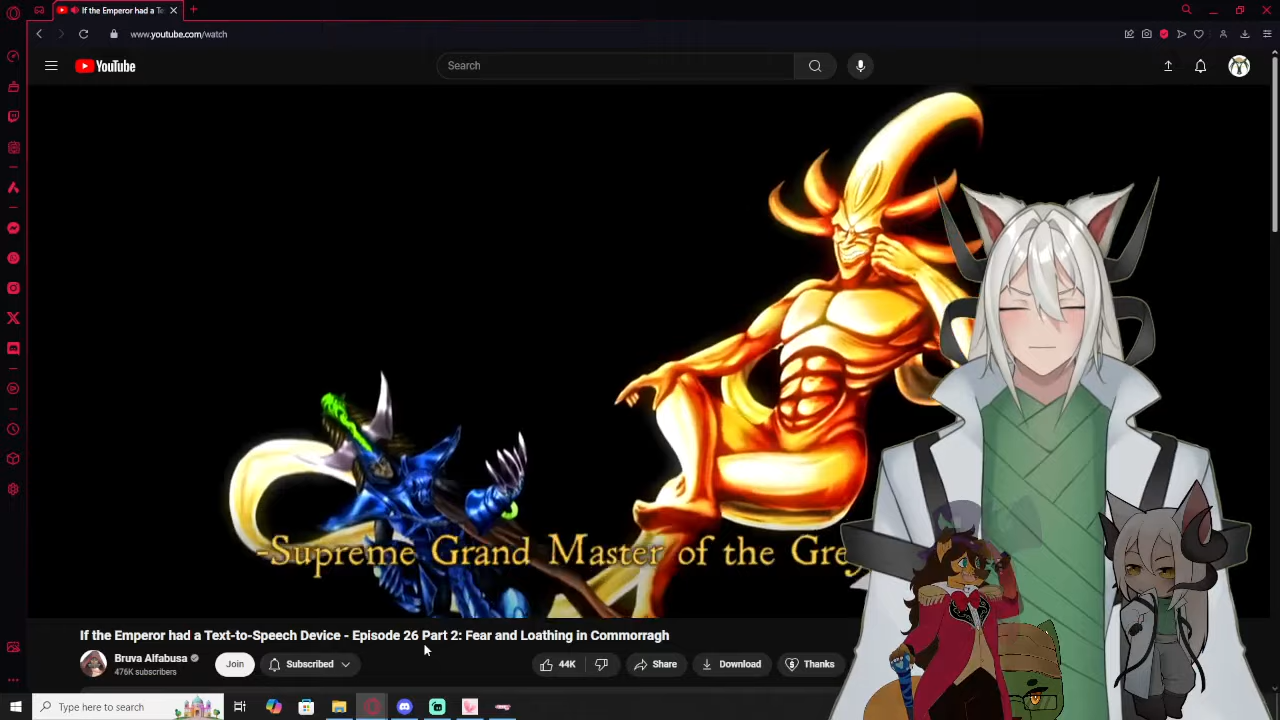 If the Emperor had a Te
www.youtube.com/watch
YouTube
Search
-Supreme Grand Master of the Grey
If the Emperor had a Text-to-Speech Device - Episode 26 Part 2: Fear and Loathing in Commorragh
Bruva Alfabusa
476K subscribers
Join
Subscribed
44K
Share
Download
Thanks
Type here to search